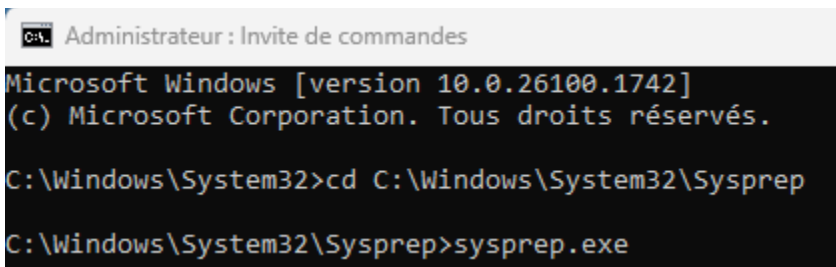 Administrateur : Invite de commandes
Microsoft Windows [version 10.0.26100.1742]
(c) Microsoft Corporation. Tous droits réservés.
C:\Windows\System32>cd C:\Windows\System32\Sysprep
C:\Windows\System32\Sysprep>sysprep.exe